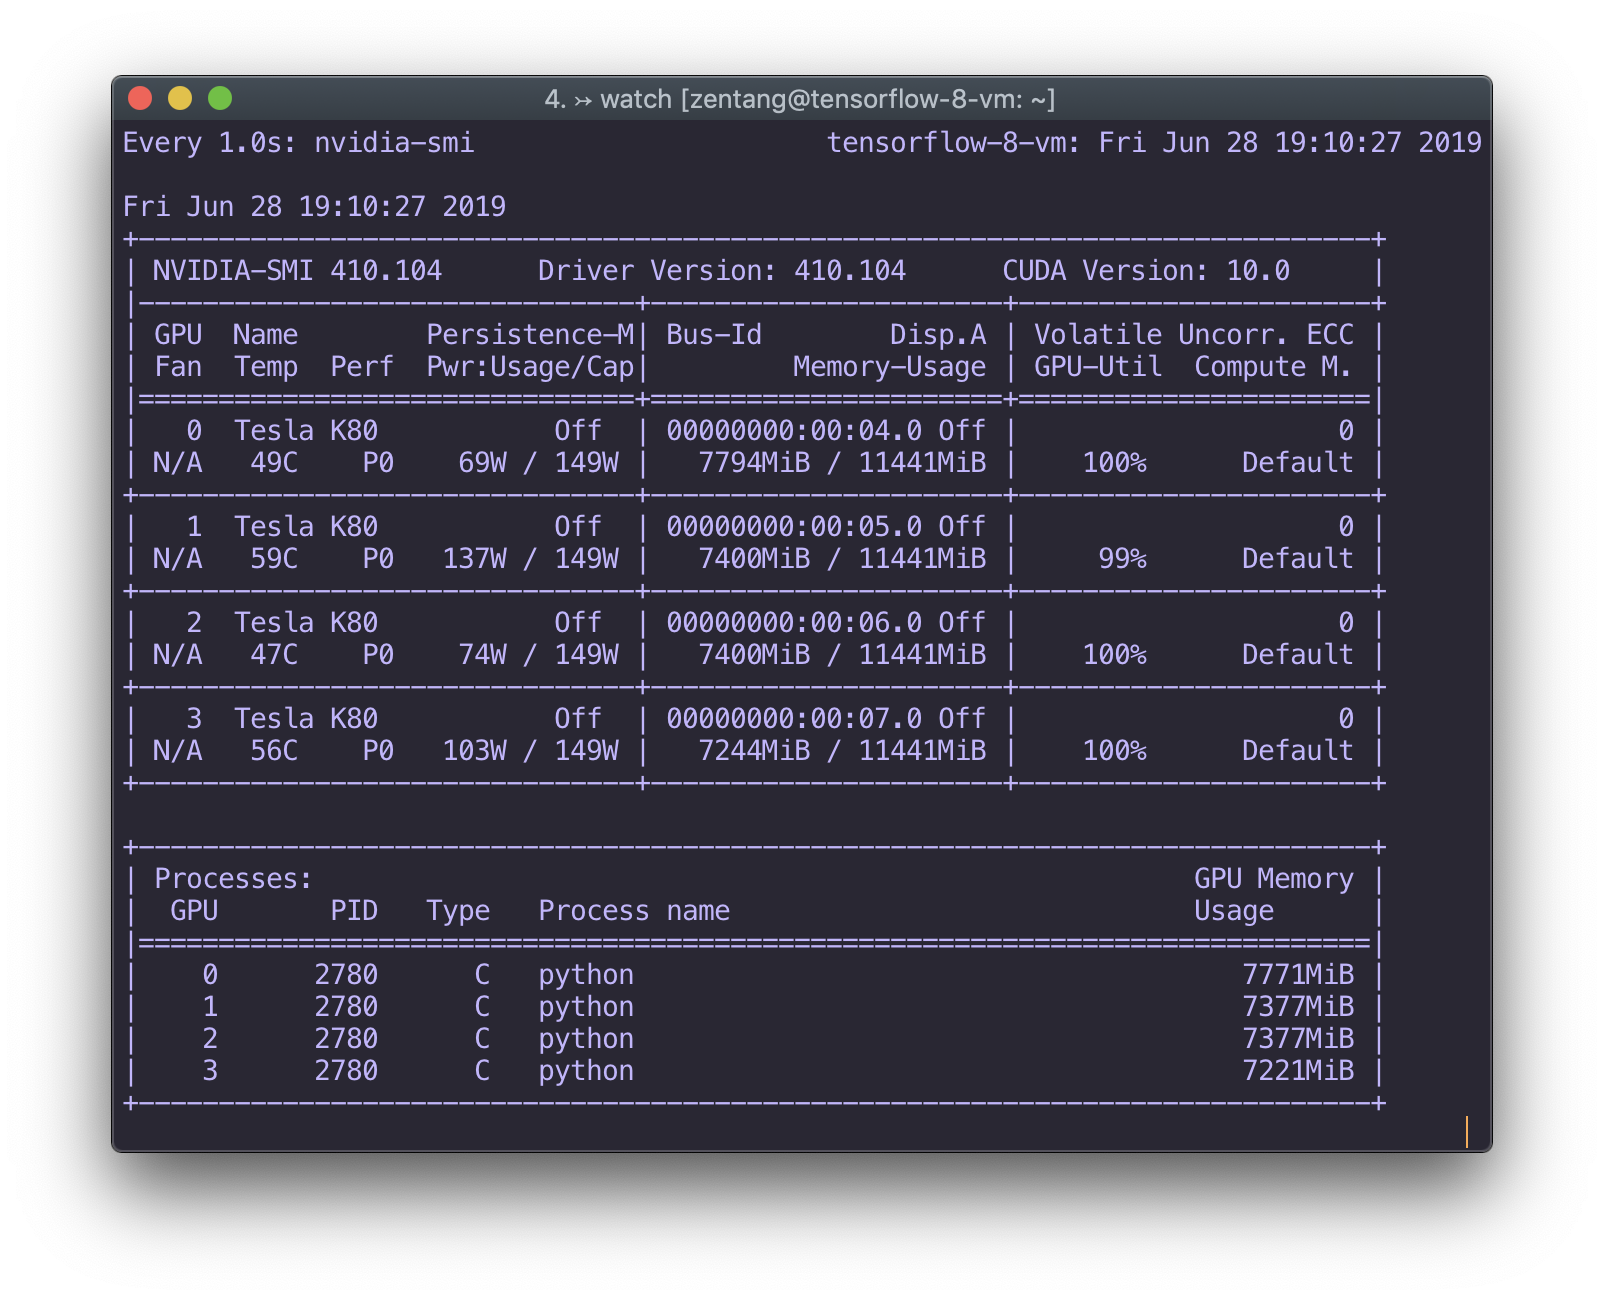 4. ↣ watch [zentang@tensorflow-8-vm: ~]
Every 1.0s: nvidia-smi                      tensorflow-8-vm: Fri Jun 28 19:10:27 2019

Fri Jun 28 19:10:27 2019
+-----------------------------------------------------------------------------+
| NVIDIA-SMI 410.104      Driver Version: 410.104      CUDA Version: 10.0     |
|-------------------------------+----------------------+----------------------+
| GPU  Name        Persistence-M| Bus-Id        Disp.A | Volatile Uncorr. ECC |
| Fan  Temp  Perf  Pwr:Usage/Cap|         Memory-Usage | GPU-Util  Compute M. |
|===============================+======================+======================|
|   0  Tesla K80           Off  | 00000000:00:04.0 Off |                    0 |
| N/A   49C    P0    69W / 149W |   7794MiB / 11441MiB |    100%      Default |
+-------------------------------+----------------------+----------------------+
|   1  Tesla K80           Off  | 00000000:00:05.0 Off |                    0 |
| N/A   59C    P0   137W / 149W |   7400MiB / 11441MiB |     99%      Default |
+-------------------------------+----------------------+----------------------+
|   2  Tesla K80           Off  | 00000000:00:06.0 Off |                    0 |
| N/A   47C    P0    74W / 149W |   7400MiB / 11441MiB |    100%      Default |
+-------------------------------+----------------------+----------------------+
|   3  Tesla K80           Off  | 00000000:00:07.0 Off |                    0 |
| N/A   56C    P0   103W / 149W |   7244MiB / 11441MiB |    100%      Default |
+-------------------------------+----------------------+----------------------+

+-----------------------------------------------------------------------------+
| Processes:                                                       GPU Memory |
|  GPU       PID   Type   Process name                             Usage      |
|=============================================================================|
|    0      2780      C   python                                      7771MiB |
|    1      2780      C   python                                      7377MiB |
|    2      2780      C   python                                      7377MiB |
|    3      2780      C   python                                      7221MiB |
+-----------------------------------------------------------------------------+